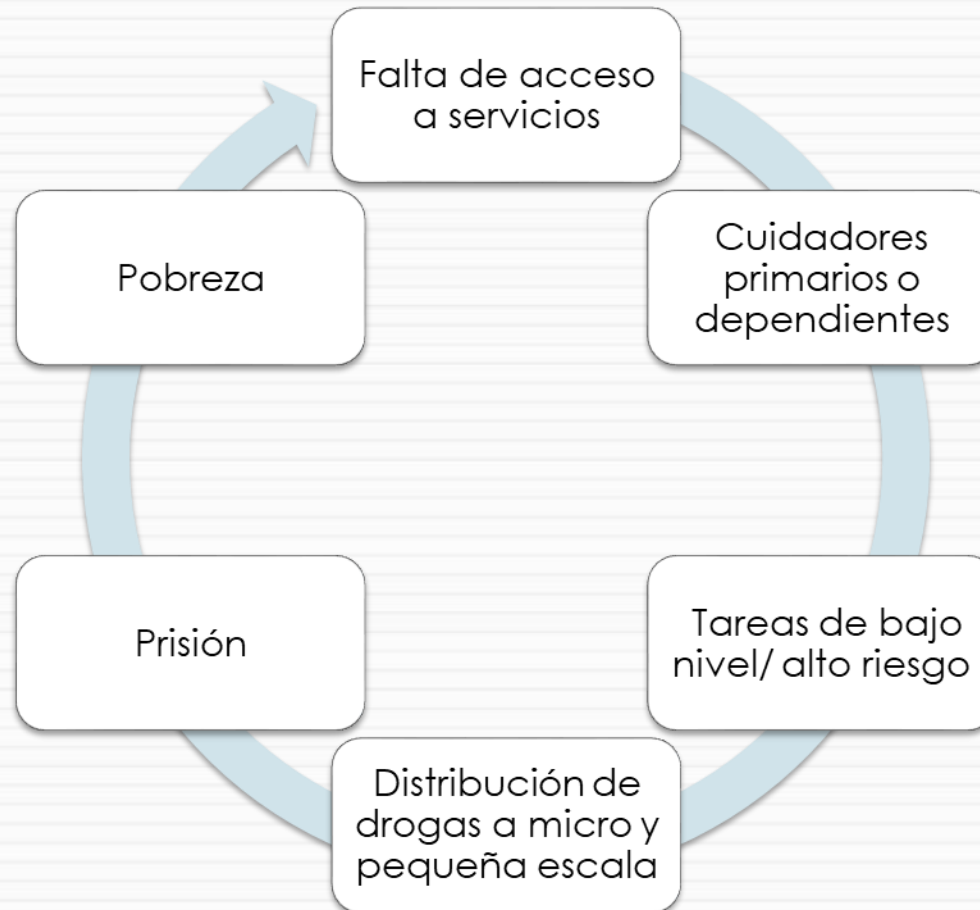 Falta de acceso
a servicios
Cuidadores
primarios o
dependientes
Tareas de bajo
nivel/ alto riesgo
Distribución de
drogas a micro y
pequeña escala
Prisión
Pobreza